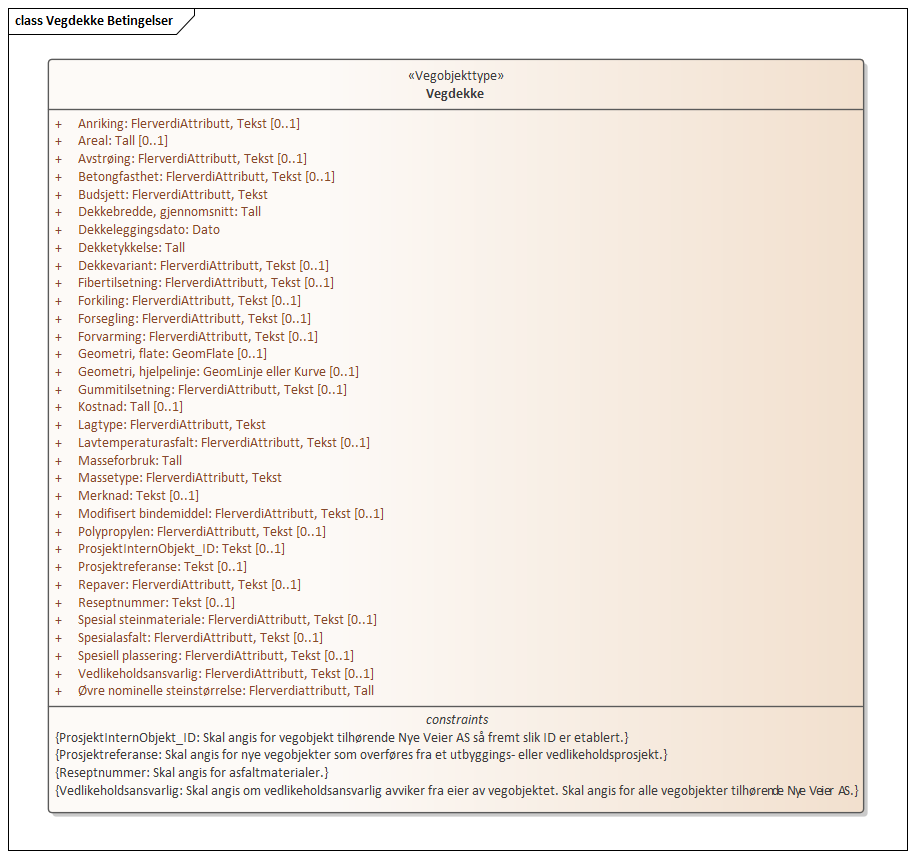 class Vegdekke Betingelser
«Vegobjekttype»
Vegdekke
+ Anriking: FlerverdiAttributt, Tekst [0..1]
+ Areal: Tall [0..1]
+ Avstrøing: FlerverdiAttributt, Tekst [0..1]
+ Betongfasthet: FlerverdiAttributt, Tekst [0..1]
+ Budsjett: FlerverdiAttributt, Tekst
+ Dekkebredde, gjennomsnitt: Tall
+ Dekkeleggingsdato: Dato
+ Dekketykkelse: Tall
+ Dekkevariant: FlerverdiAttributt, Tekst [0..1]
+ Fibertilsetning: FlerverdiAttributt, Tekst [0..1]
+ Forkiling: FlerverdiAttributt, Tekst [0..1]
+ Forsegling: FlerverdiAttributt, Tekst [0..1]
+ Forvarming: FlerverdiAttributt, Tekst [0..1]
+ Geometri, flate: GeomFlate [0..1]
+ Geometri, hjelpelinje: GeomLinje eller Kurve [0..1]
+ Gummitilsetning: FlerverdiAttributt, Tekst [0..1]
+ Kostnad: Tall [0..1]
+ Lagtype: FlerverdiAttributt, Tekst
+ Lavtemperaturasfalt: FlerverdiAttributt, Tekst [0..1]
+ Masseforbruk: Tall
+ Massetype: FlerverdiAttributt, Tekst
+ Merknad: Tekst [0..1]
+ Modifisert bindemiddel: FlerverdiAttributt, Tekst [0..1]
+ Polypropylen: FlerverdiAttributt, Tekst [0..1]
+ ProsjektInternObjekt_ID: Tekst [0..1]
+ Prosjektreferanse: Tekst [0..1]
+ Repaver: FlerverdiAttributt, Tekst [0..1]
+ Reseptnummer: Tekst [0..1]
+ Spesial steinmateriale: FlerverdiAttributt, Tekst [0..1]
+ Spesialasfalt: FlerverdiAttributt, Tekst [0..1]
+ Spesiell plassering: FlerverdiAttributt, Tekst [0..1]
+ Vedlikeholdsansvarlig: FlerverdiAttributt, Tekst [0..1]
+ Øvre nominelle steinstørrelse: Flerverdiattributt, Tall
constraints
{ProsjektInternObjekt_ID: Skal angis for vegobjekt tilhørende Nye Veier AS så fremt slik ID er etablert.}
{Prosjektreferanse: Skal angis for nye vegobjekter som overføres fra et utbyggings- eller vedlikeholdsprosjekt.}
{Reseptnummer: Skal angis for asfaltmaterialer.}
{Vedlikeholdsansvarlig: Skal angis om vedlikeholdsansvarlig avviker fra eier av vegobjektet. Skal angis for alle vegobjekter tilhørende Nye Veier AS.}